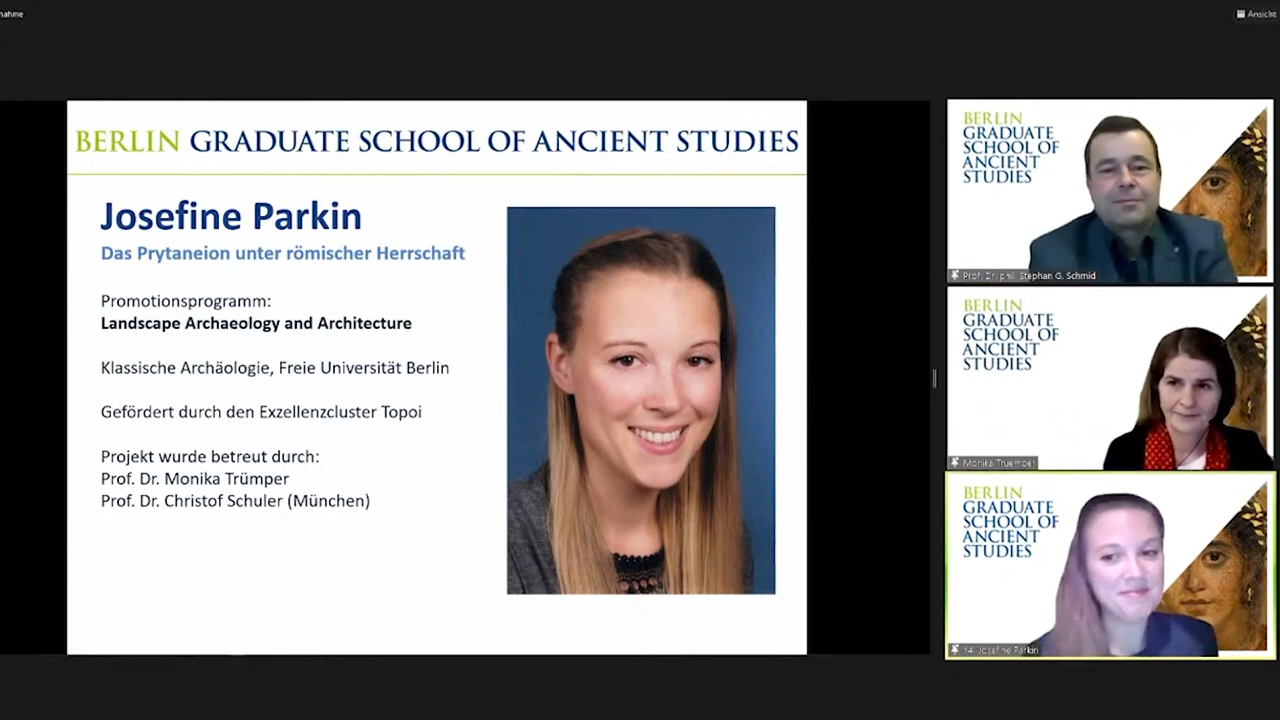 nahme
Ansicht
BERLIN GRADUATE SCHOOL OF ANCIENT STUDIES
Josefine Parkin
Das Prytaneion unter römischer Herrschaft
Promotionsprogramm:
Landscape Archaeology and Architecture
Klassische Archäologie, Freie Universität Berlin
Gefördert durch den Exzellenzcluster Topoi
Projekt wurde betreut durch:
Prof. Dr. Monika Trümper
Prof. Dr. Christof Schuler (München)
BERLIN
GRADUATE
SCHOOL OF
ANCIENT
STUDIES
Prof. Dr. phil. Stephan G. Schmid
BERLIN
GRADUATE
SCHOOL OF
ANCIENT
STUDIES
Monika Truemper
BERLIN
GRADUATE
SCHOOL OF
ANCIENT
STUDIES
14. Josefine Parkin